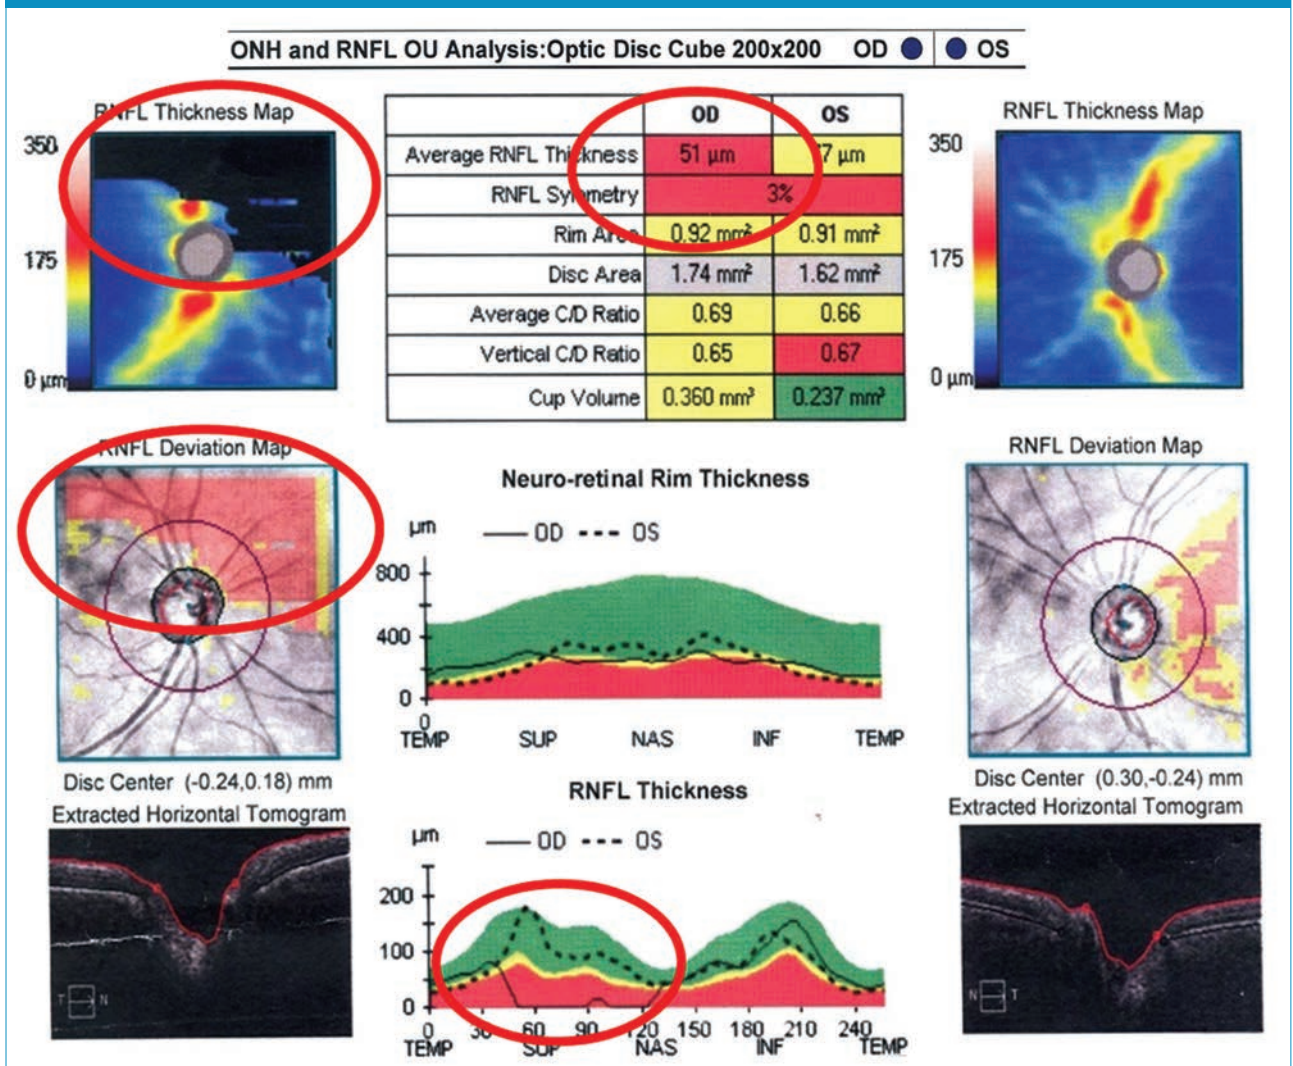 ONH and RNFL OU Analysis:Optic Disc Cube 200x200 OD OS
RNFL Thickness Map
350
175
0 µm
OD OS
Average RNFL Thickness 51 µm 7 µm
RNFL Symmetry 3%
Rim Area 0.92 mm² 0.91 mm²
Disc Area 1.74 mm² 1.62 mm²
Average C/D Ratio 0.69 0.66
Vertical C/D Ratio 0.65 0.67
Cup Volume 0.360 mm³ 0.237 mm³
RNFL Thickness Map
350
175
0 µm
RNFL Deviation Map
Disc Center (-0.24,0.18) mm
Extracted Horizontal Tomogram
T N
Neuro-retinal Rim Thickness
µm OD OS
800
400
0
0
TEMP SUP NAS INF TEMP
RNFL Thickness
µm OD OS
200
100
0
0 30 60 90 120 150 180 210 240
TEMP SUP NAS INF TEMP
RNFL Deviation Map
Disc Center (0.30,-0.24) mm
Extracted Horizontal Tomogram
N T